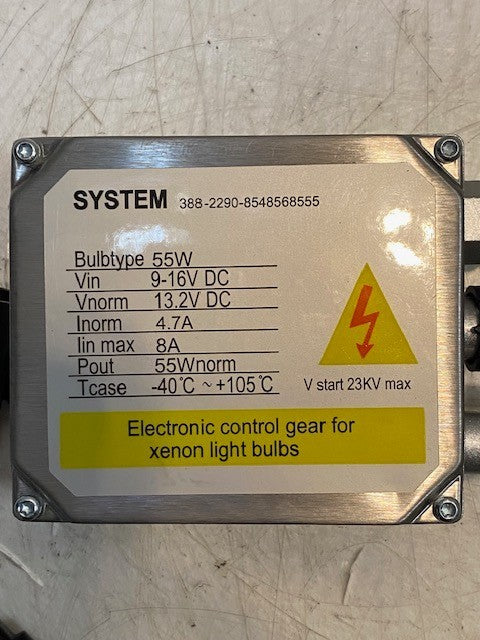 SYSTEM 388-2290-8548568555
Bulbtype 55W
Vin 9-16V DC
Vnorm 13.2V DC
Inorm 4.7A
Iin max 8A
Pout 55Wnorm
Tcase -40℃ ~+105℃
V start 23KV max
Electronic control gear for
xenon light bulbs